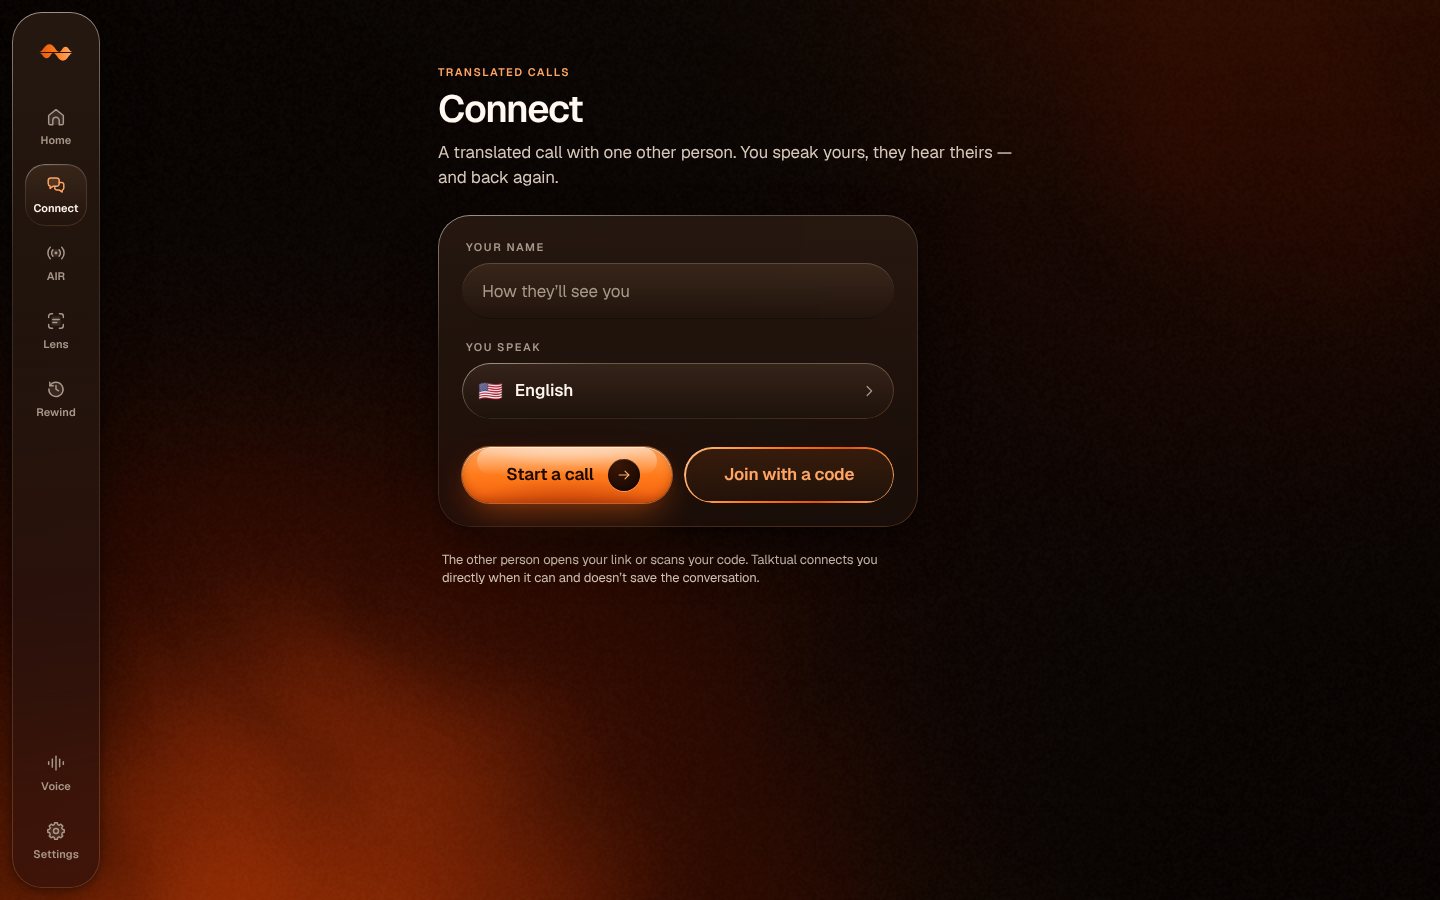 Home
Connect
AIR
Lens
Rewind
Voice
Settings
TRANSLATED CALLS
Connect
A translated call with one other person. You speak yours, they hear theirs —
and back again.
YOUR NAME
How they’ll see you
YOU SPEAK
English
Start a call
Join with a code
The other person opens your link or scans your code. Talktual connects you
directly when it can and doesn’t save the conversation.